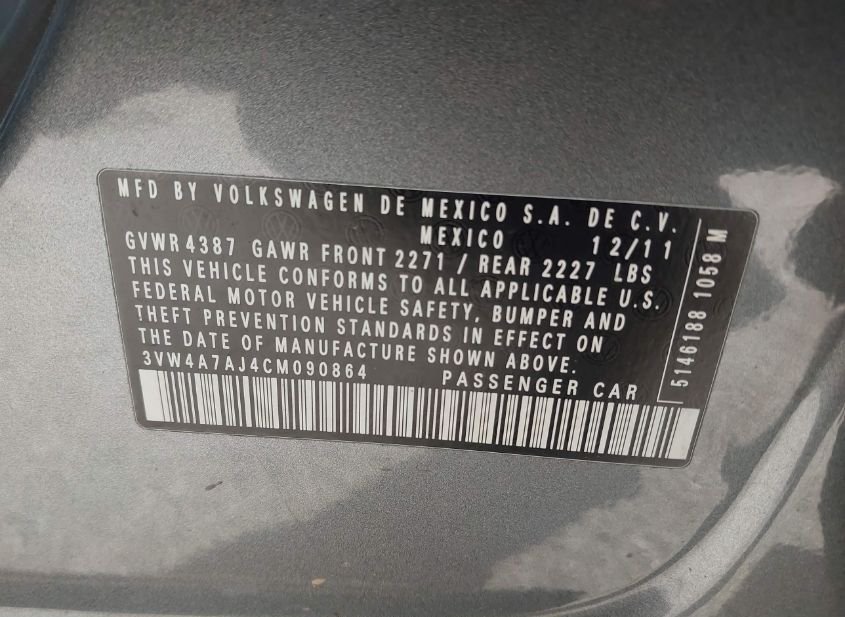 MFD BY VOLKSWAGEN DE MEXICO S.A. DE C.V.
MEXICO 12/11
GVWR 4387 GAWR FRONT 2271 / REAR 2227 LBS
THIS VEHICLE CONFORMS TO ALL APPLICABLE U.S.
FEDERAL MOTOR VEHICLE SAFETY, BUMPER AND
THEFT PREVENTION STANDARDS IN EFFECT ON
THE DATE OF MANUFACTURE SHOWN ABOVE.
3VW4A7AJ4CM090864 PASSENGER CAR
5146188 1058 M